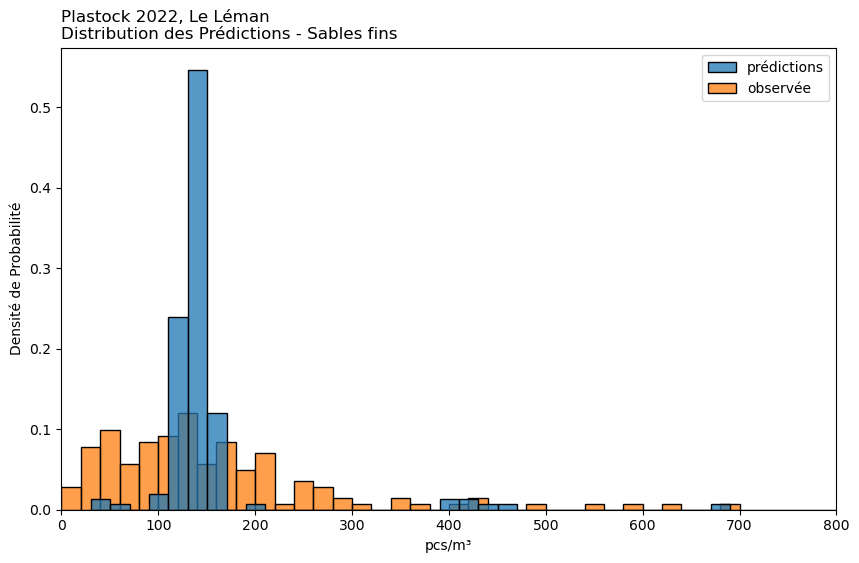 Plastock 2022, Le Léman
Distribution des Prédictions - Sables fins
prédictions
observée
Densité de Probabilité
0.5
0.4
0.3
0.2
0.1
0.0
0 100 200 300 400 500 600 700 800
pcs/m³